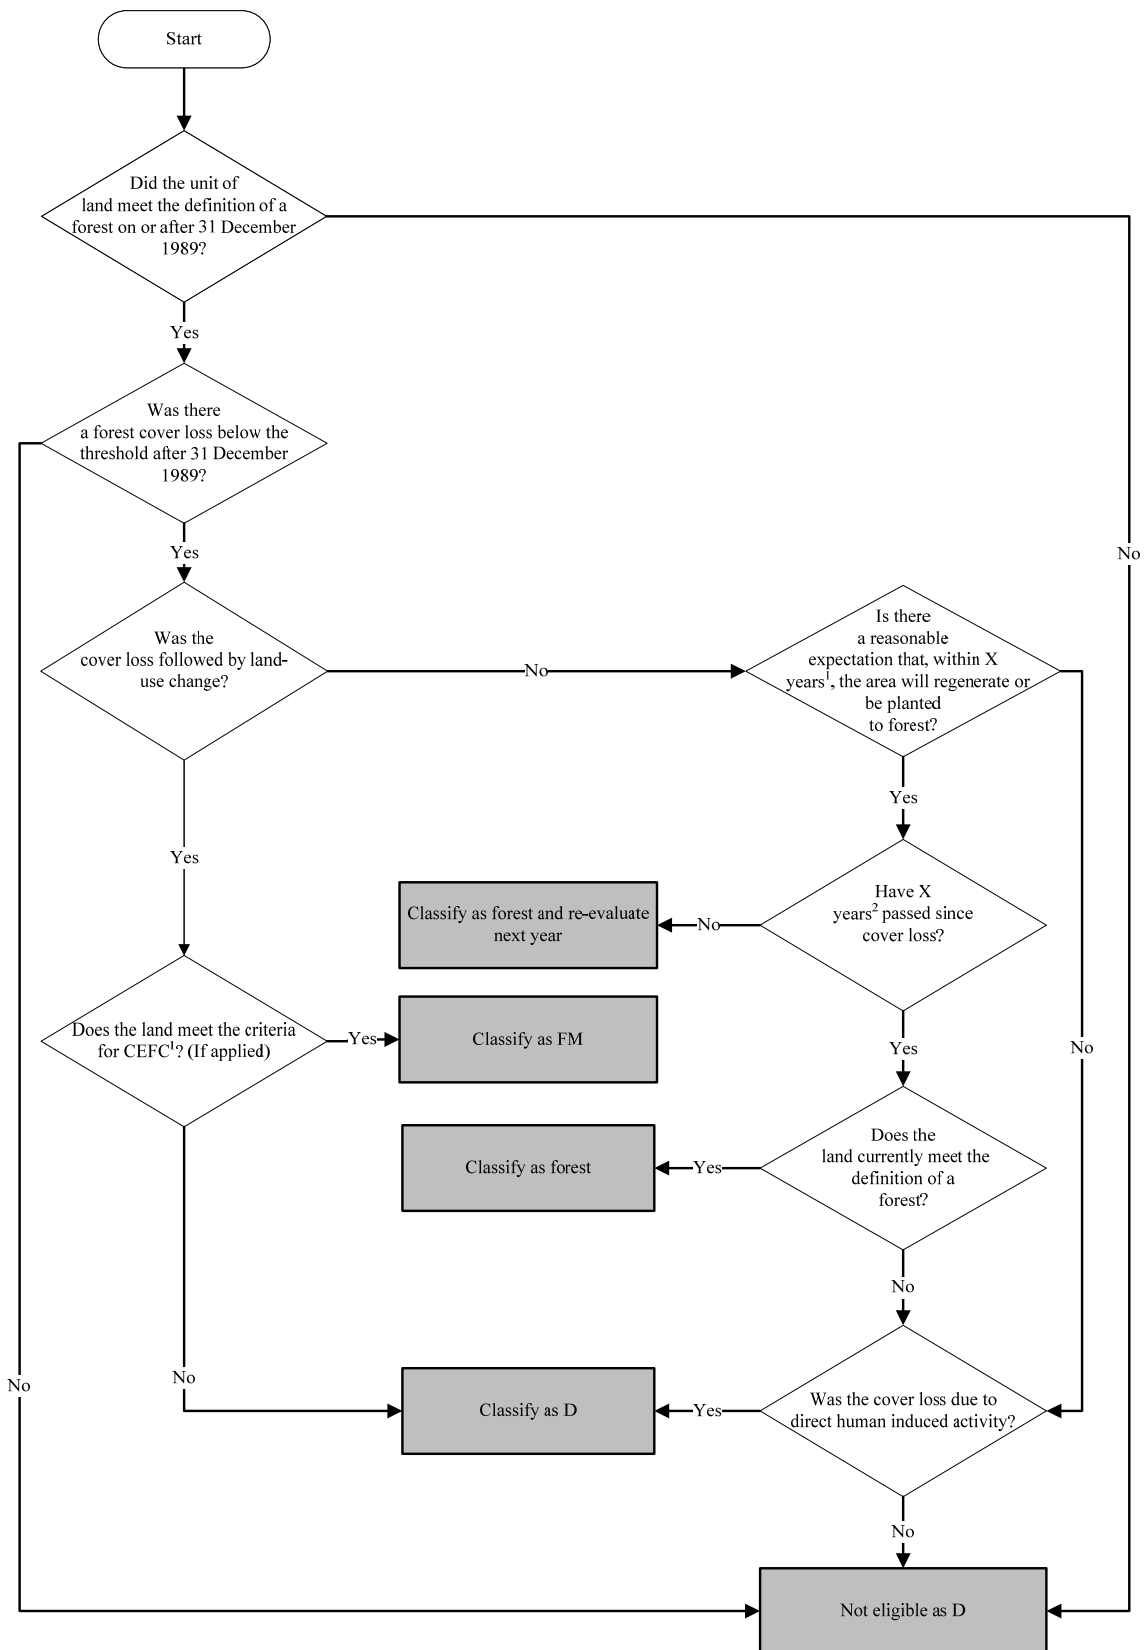 Start
Did the unit of
land meet the definition of a
forest on or after 31 December
1989?
Yes
Was there
a forest cover loss below the
threshold after 31 December
1989?
Yes
No
Was the
cover loss followed by land-
use change?
No
Is there
a reasonable
expectation that, within X
years¹, the area will regenerate or
be planted
to forest?
Yes
Yes
Have X
years² passed since
cover loss?
No
Classify as forest and re-evaluate
next year
Does the land meet the criteria
for CEFC¹? (If applied)
Yes
Classify as FM
Yes
No
Does the
land currently meet the
definition of a
forest?
Yes
Classify as forest
No
No
No
Was the cover loss due to
direct human induced activity?
Yes
Classify as D
No
Not eligible as D